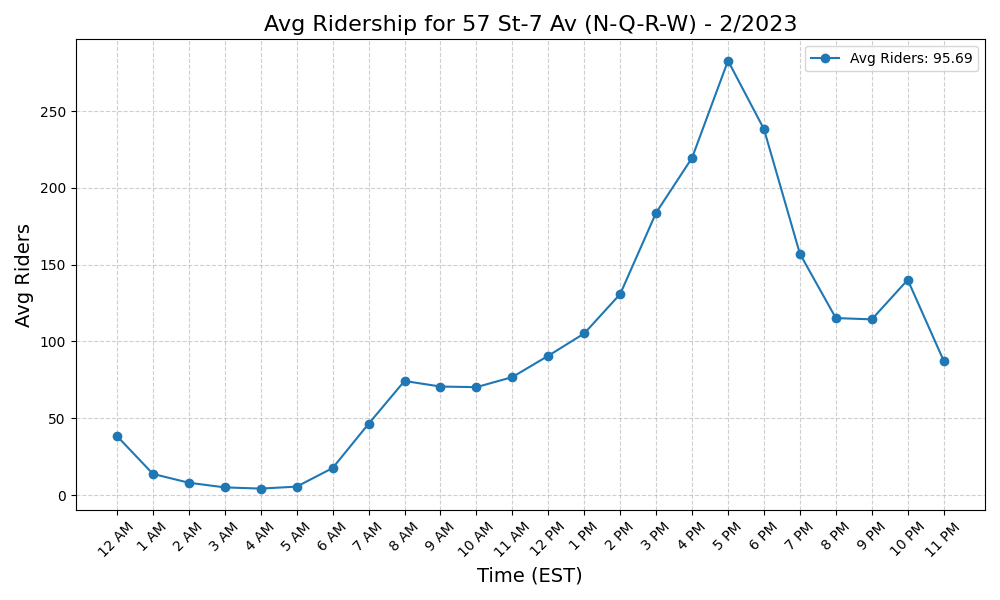 Avg Ridership for 57 St-7 Av (N-Q-R-W) - 2/2023
Avg Riders: 95.69
Avg Riders
250
200
150
100
50
0
12 AM
1 AM
2 AM
3 AM
4 AM
5 AM
6 AM
7 AM
8 AM
9 AM
10 AM
11 AM
12 PM
1 PM
2 PM
3 PM
4 PM
5 PM
6 PM
7 PM
8 PM
9 PM
10 PM
11 PM
Time (EST)